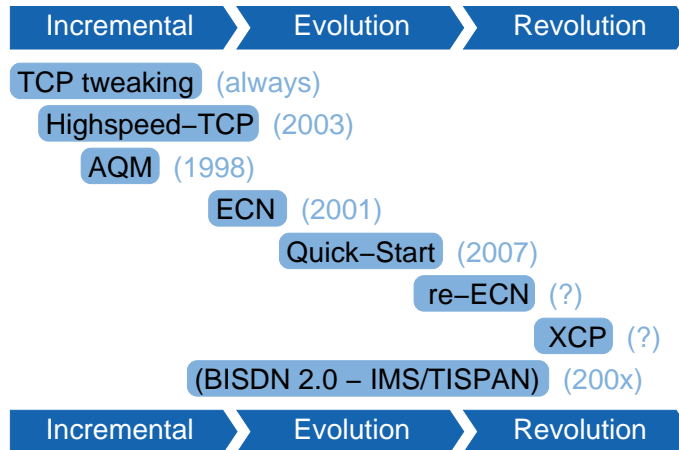 Incremental Evolution Revolution
TCP tweaking (always)
Highspeed−TCP (2003)
AQM (1998)
ECN (2001)
Quick−Start (2007)
re−ECN (?)
XCP (?)
(BISDN 2.0 − IMS/TISPAN) (200x)
Incremental Evolution Revolution